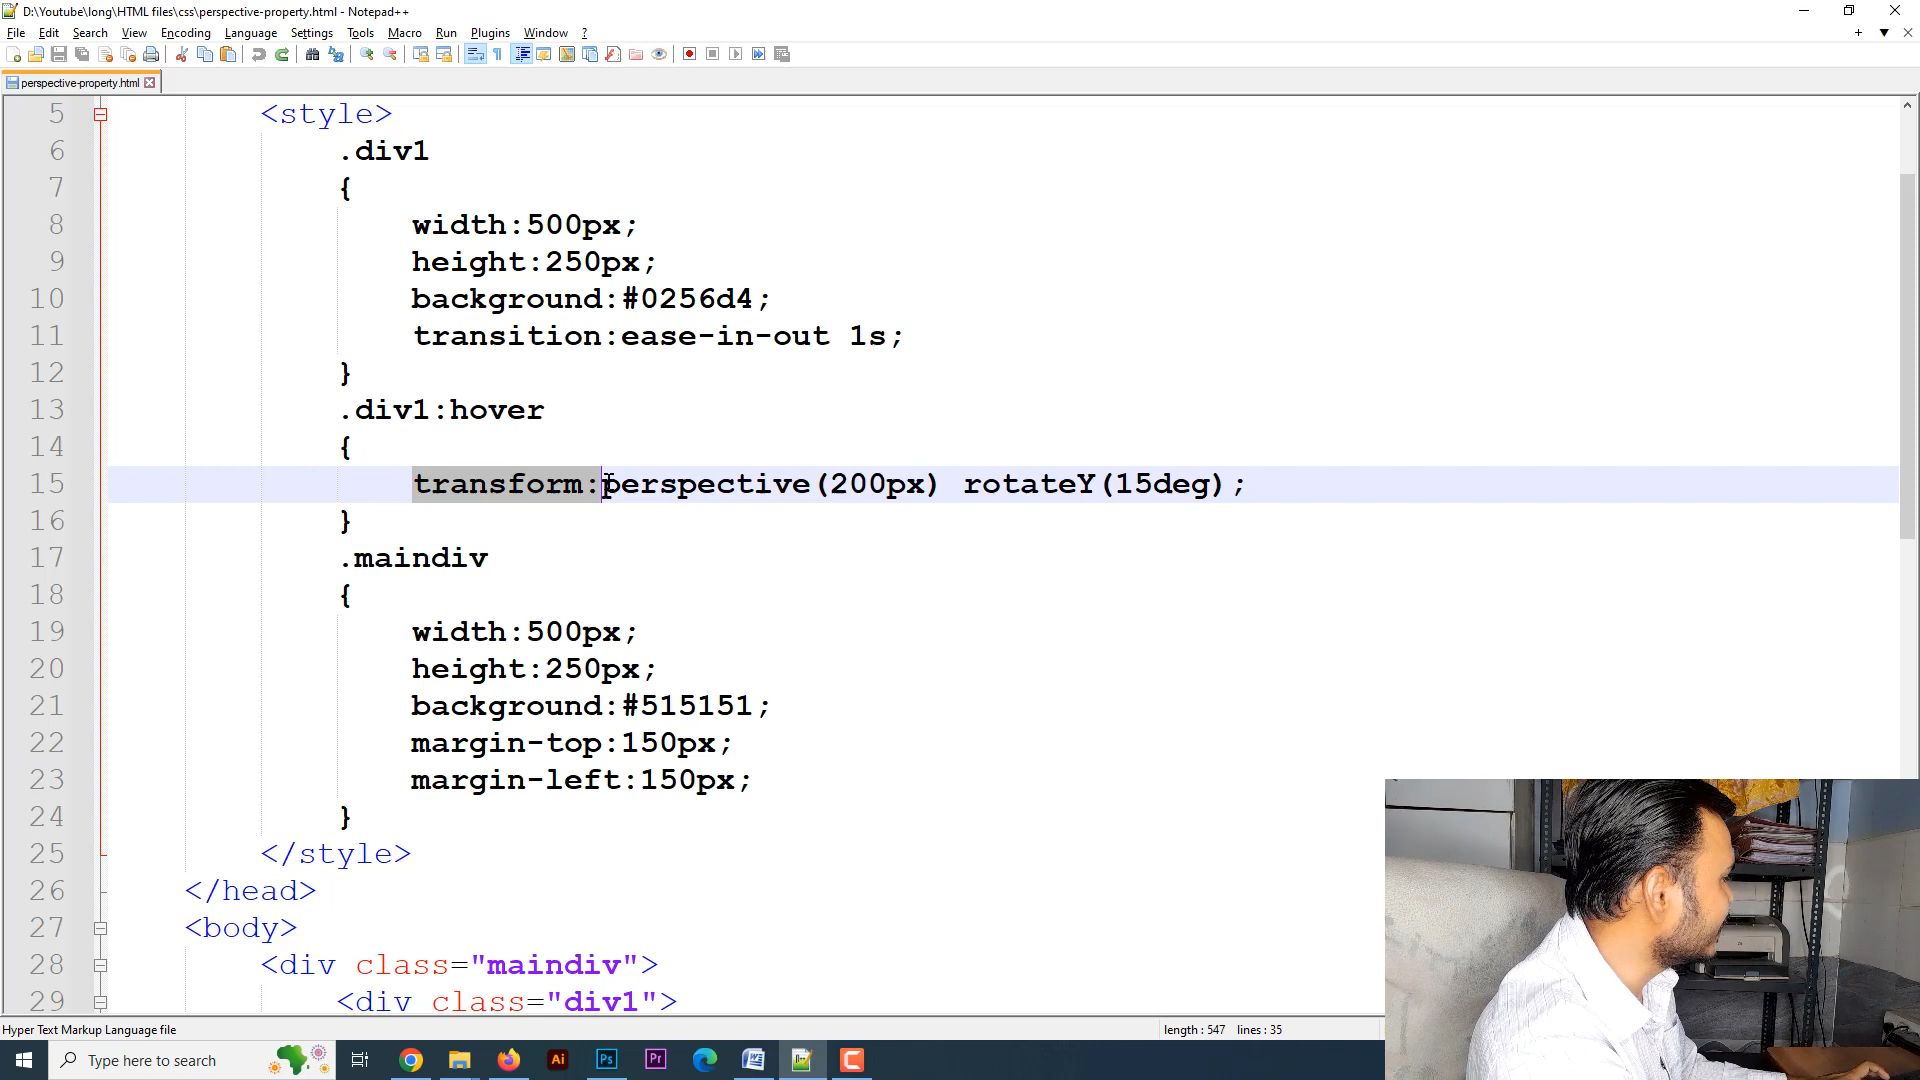 D:\Youtube\long\HTML files\css\perspective-property.html - Notepad++
File Edit Search View Encoding Language Settings Tools Macro Run Plugins Window ?
perspective-property.html
5 <style>
6 .div1
7 {
8 width:500px;
9 height:250px;
10 background:#0256d4;
11 transition:ease-in-out 1s;
12 }
13 .div1:hover
14 {
15 transform:perspective(200px) rotateY(15deg);
16 }
17 .maindiv
18 {
19 width:500px;
20 height:250px;
21 background:#515151;
22 margin-top:150px;
23 margin-left:150px;
24 }
25 </style>
26 </head>
27 <body>
28 <div class="maindiv">
29 <div class="div1">
Hyper Text Markup Language file length : 547 lines : 35
Type here to search
Ai Ps Pr